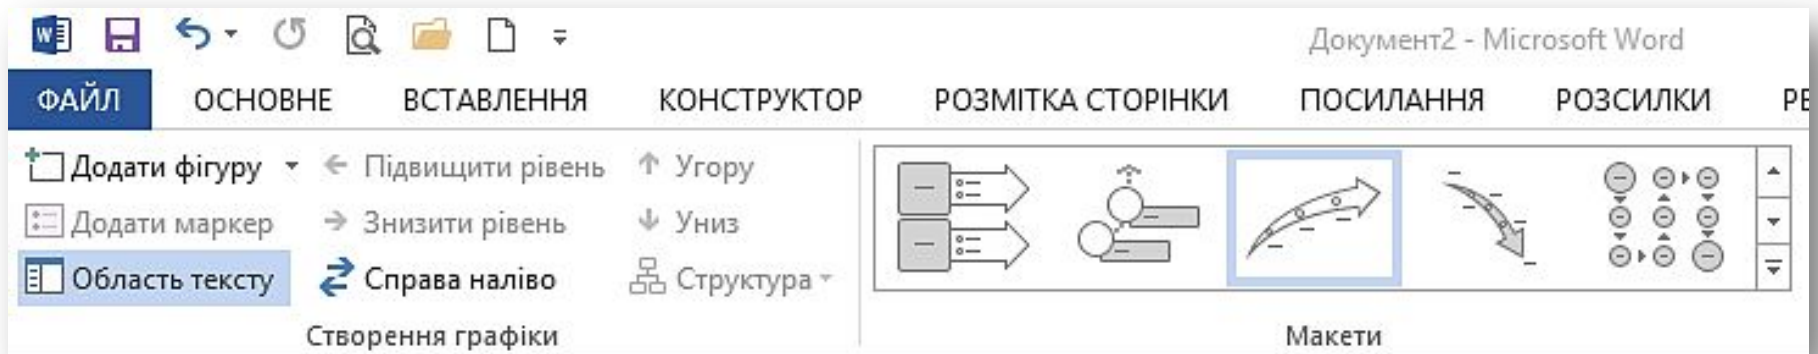 Документ2 - Microsoft Word
ФАЙЛ ОСНОВНЕ ВСТАВЛЕННЯ КОНСТРУКТОР РОЗМІТКА СТОРІНКИ ПОСИЛАННЯ РОЗСИЛКИ РЕ
Додати фігуру Підвищити рівень Угору
Додати маркер Знизити рівень Униз
Область тексту Справа наліво Структура
Створення графіки Макети